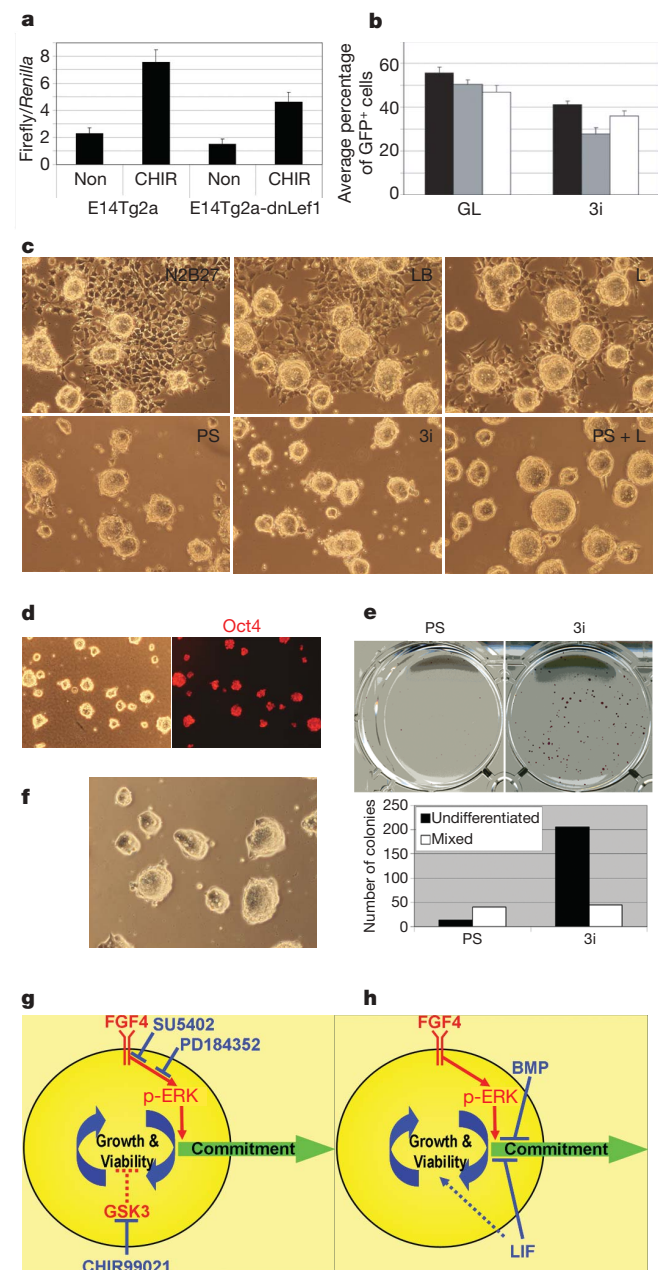 a
Firefly/Renilla
8
6
4
2
0
Non
CHIR
Non
CHIR
E14Tg2a
E14Tg2a-dnLef1
b
Average percentage
of GFP+ cells
60
40
20
0
GL
3i
c
N2B27
LB
L
PS
3i
PS + L
d
Oct4
e
PS
3i
Number of colonies
250
200
150
100
50
0
Undifferentiated
Mixed
PS
3i
f
g
FGF4
SU5402
PD184352
p-ERK
Growth &
Viability
Commitment
GSK3
CHIR99021
h
FGF4
BMP
p-ERK
Growth &
Viability
Commitment
LIF